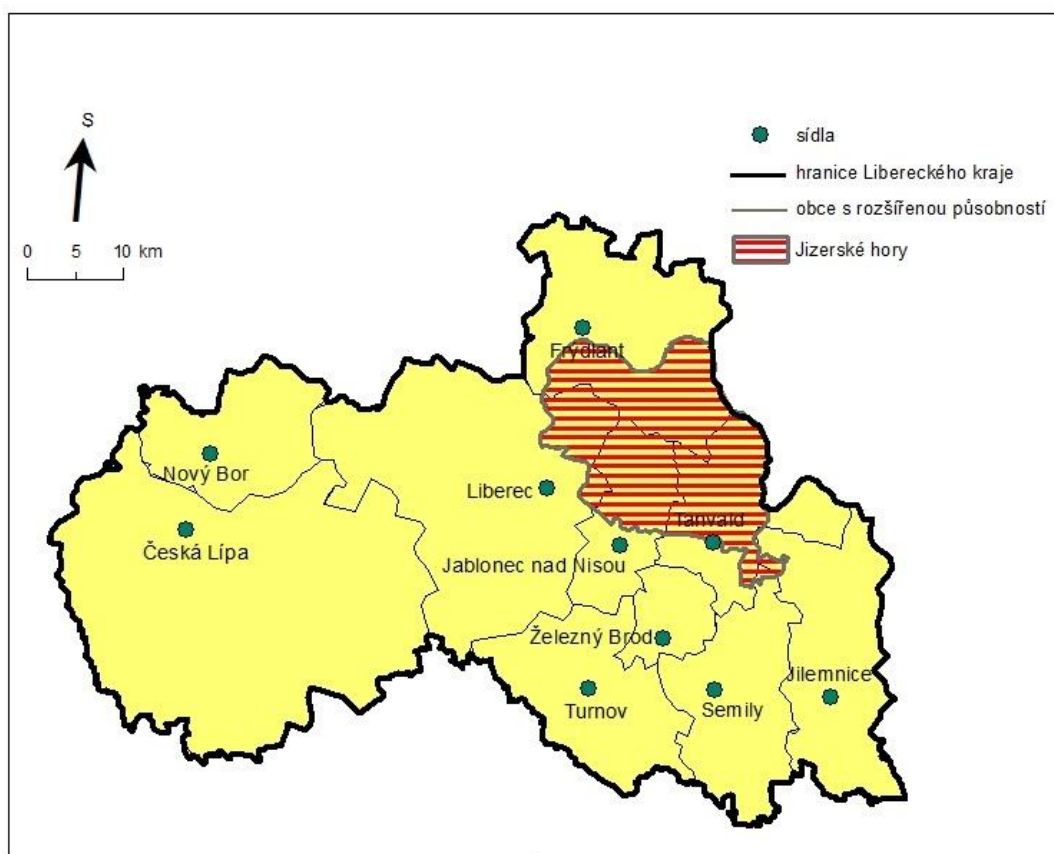 S
0 5 10 km
sídla
hranice Libereckého kraje
obce s rozšířenou působností
Jizerské hory
Frýdlant
Nový Bor
Liberec
Tanvald
Česká Lípa
Jablonec nad Nisou
Železný Brod
Jilemnice
Turnov
Semily